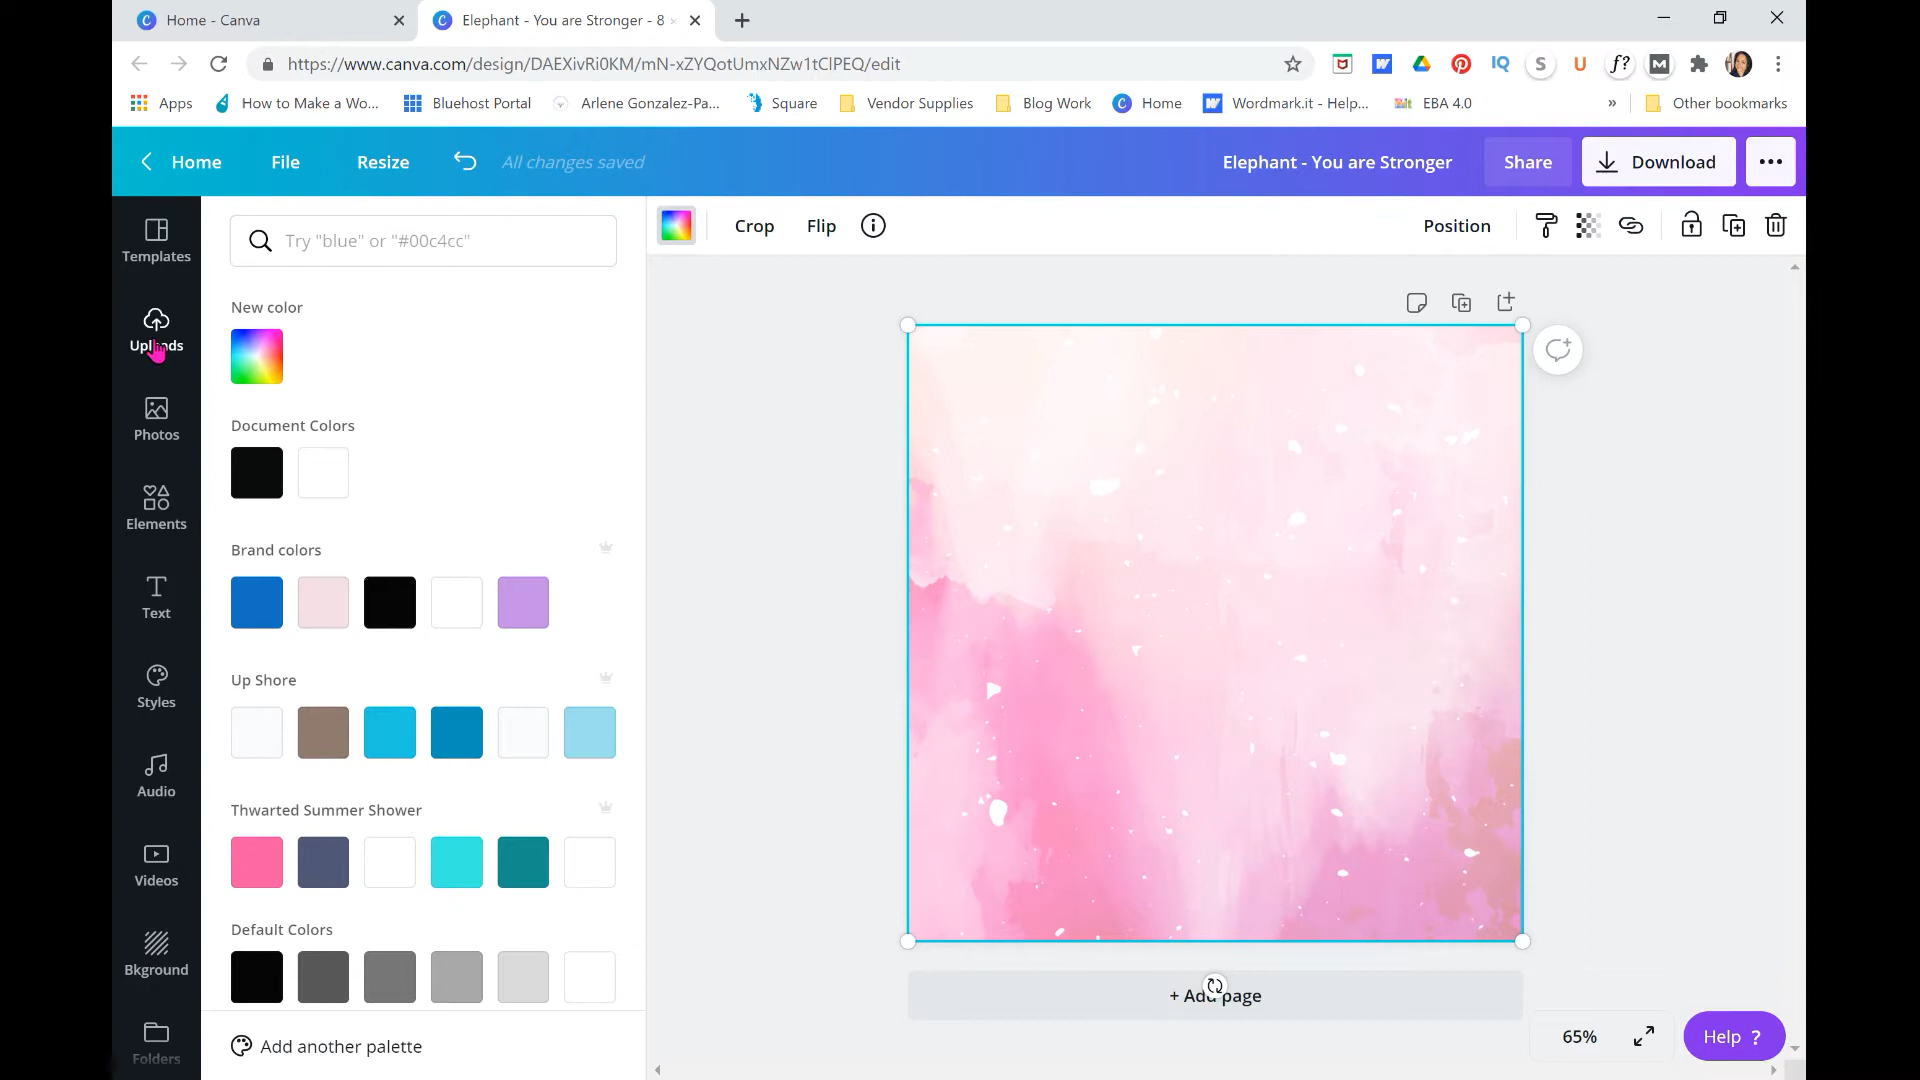 Home - Canva
Elephant - You are Stronger - 8
https://www.canva.com/design/DAEXivRi0KM/mN-xZYQotUmxNZw1tClPEQ/edit
IQ S U f? M
Apps How to Make a Wo... Bluehost Portal Arlene Gonzalez-Pa... Square Vendor Supplies Blog Work Home Wordmark.it - Help... EBA 4.0 » Other bookmarks
Home File Resize All changes saved Elephant - You are Stronger Share Download
Templates
Uploads
Photos
Elements
Text
Styles
Audio
Videos
Bkground
Folders
Try "blue" or "#00c4cc"
New color
Document Colors
Brand colors
Up Shore
Thwarted Summer Shower
Default Colors
Add another palette
Crop Flip Position
+ Add page
65%
Help ?